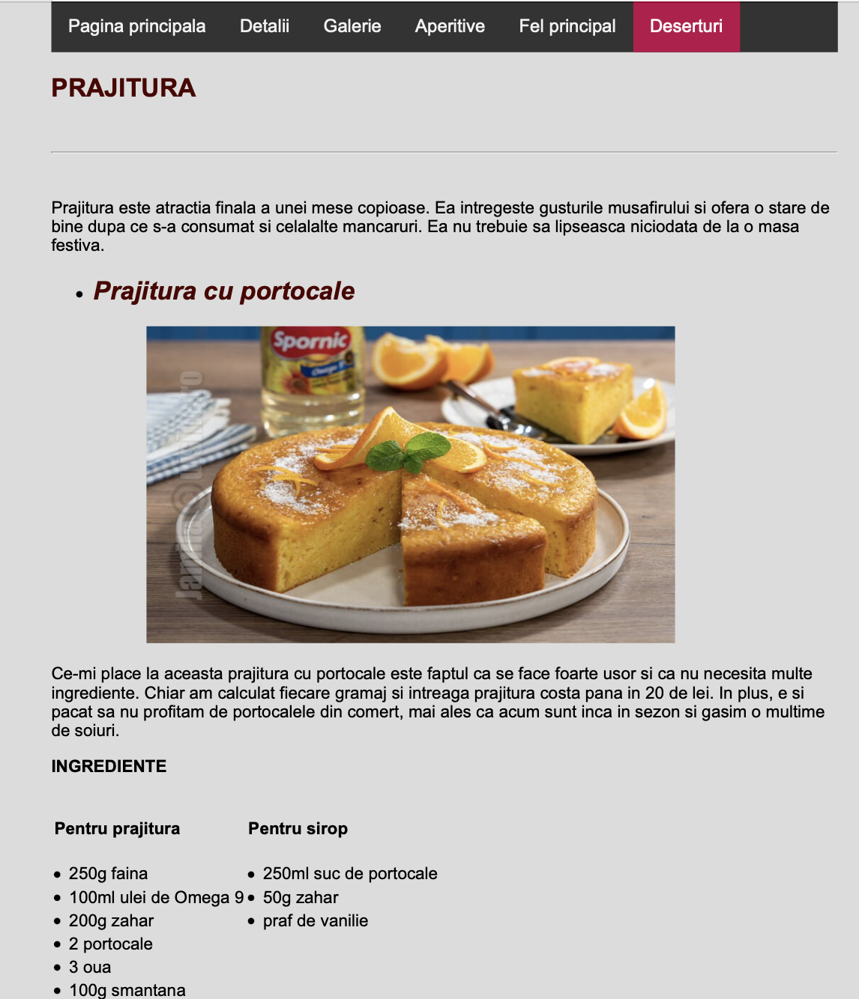 Pagina principala Detalii Galerie Aperitive Fel principal Deserturi
PRAJITURA
Prajitura este atractia finala a unei mese copioase. Ea intregeste gusturile musafirului si ofera o stare de
bine dupa ce s-a consumat si celalalte mancaruri. Ea nu trebuie sa lipseasca niciodata de la o masa
festiva.
Prajitura cu portocale
Spornic
Omega 9
Ce-mi place la aceasta prajitura cu portocale este faptul ca se face foarte usor si ca nu necesita multe
ingrediente. Chiar am calculat fiecare gramaj si intreaga prajitura costa pana in 20 de lei. In plus, e si
pacat sa nu profitam de portocalele din comert, mai ales ca acum sunt inca in sezon si gasim o multime
de soiuri.
INGREDIENTE
Pentru prajitura
• 250g faina
• 100ml ulei de Omega 9
• 200g zahar
• 2 portocale
• 3 oua
• 100g smantana
Pentru sirop
• 250ml suc de portocale
• 50g zahar
• praf de vanilie